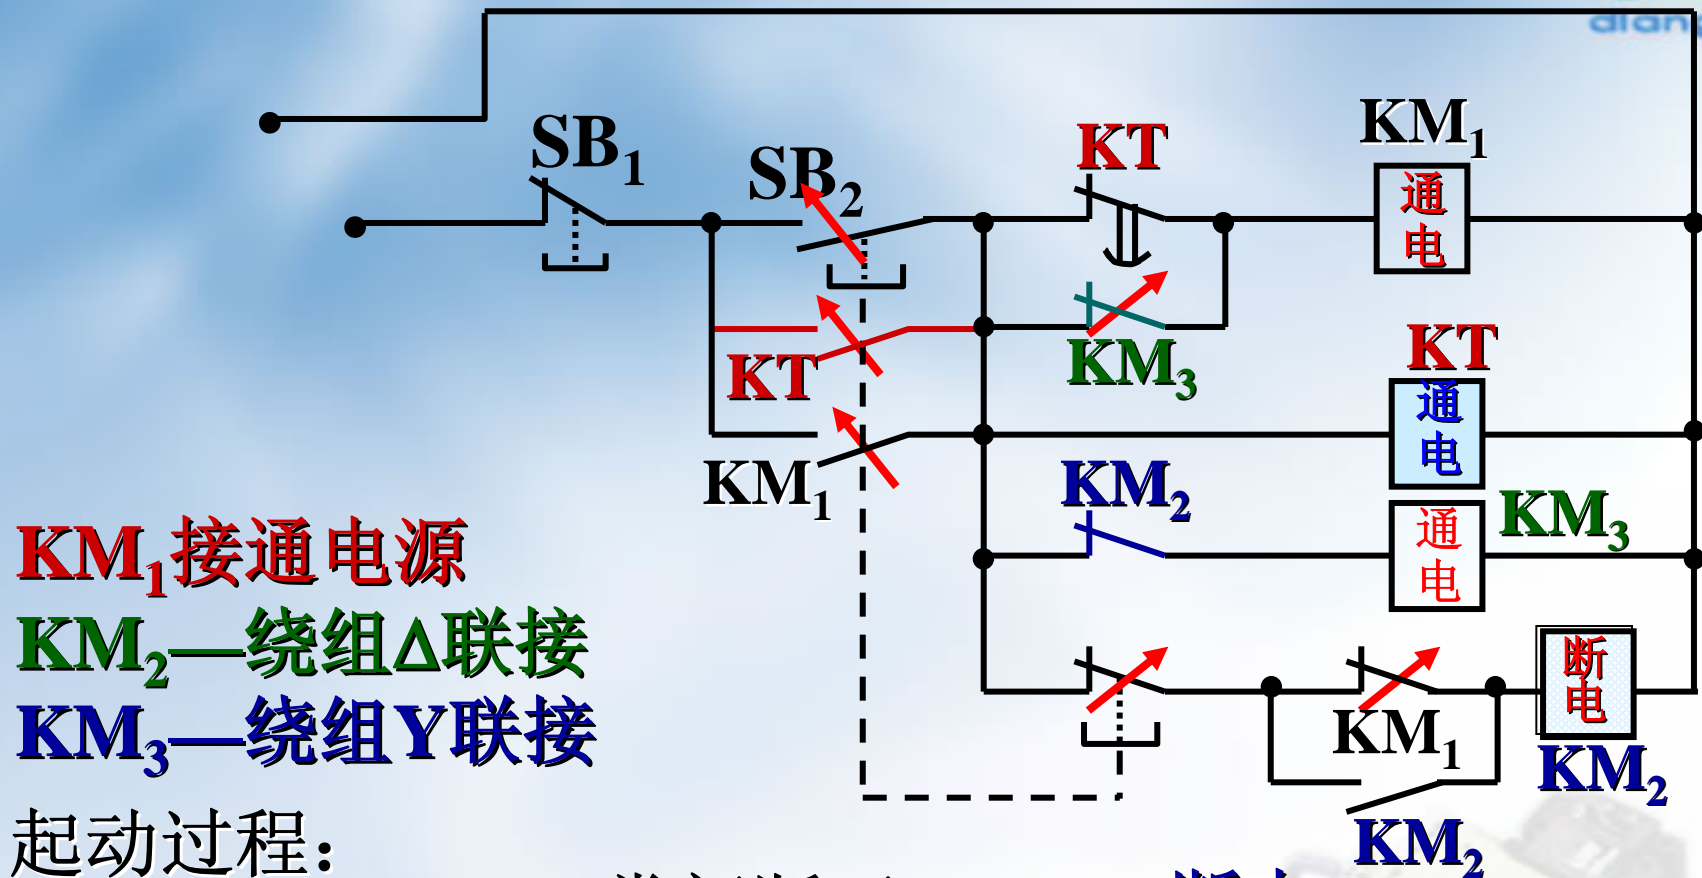 SB₁
SB₂
KT
KM₁
通电
KT
KM₃
KT
通电
KM₁
KM₂
通电
KM₃
KM₁接通电源
KM₂—绕组Δ联接
KM₃—绕组Y联接
KM₁
断电
KM₂
KM₂
起动过程：